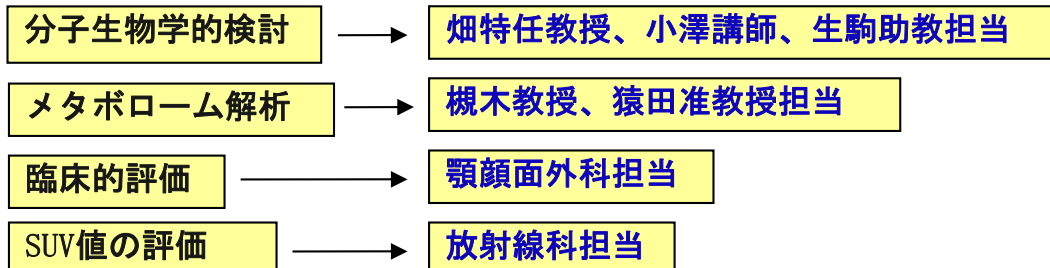 分子生物学的検討 畑特任教授、小澤講師、生駒助教担当
メタボローム解析 槻木教授、猿田准教授担当
臨床的評価 顎顔面外科担当
SUV値の評価 放射線科担当